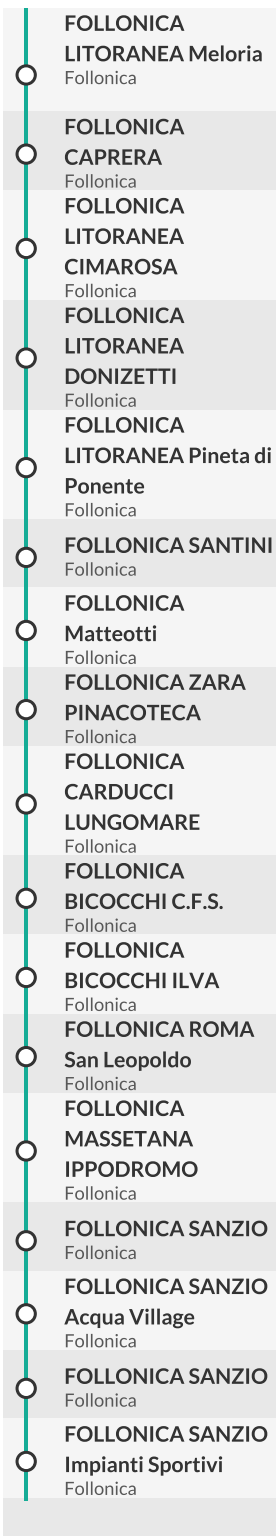 FOLLONICA
LITORANEA Meloria
Follonica
FOLLONICA
CAPRERA
Follonica
FOLLONICA
LITORANEA
CIMAROSA
Follonica
FOLLONICA
LITORANEA
DONIZETTI
Follonica
FOLLONICA
LITORANEA Pineta di
Ponente
Follonica
FOLLONICA SANTINI
Follonica
FOLLONICA
Matteotti
Follonica
FOLLONICA ZARA
PINACOTECA
Follonica
FOLLONICA
CARDUCCI
LUNGOMARE
Follonica
FOLLONICA
BICOCCHI C.F.S.
Follonica
FOLLONICA
BICOCCHI ILVA
Follonica
FOLLONICA ROMA
San Leopoldo
Follonica
FOLLONICA
MASSETANA
IPPODROMO
Follonica
FOLLONICA SANZIO
Follonica
FOLLONICA SANZIO
Acqua Village
Follonica
FOLLONICA SANZIO
Follonica
FOLLONICA SANZIO
Impianti Sportivi
Follonica